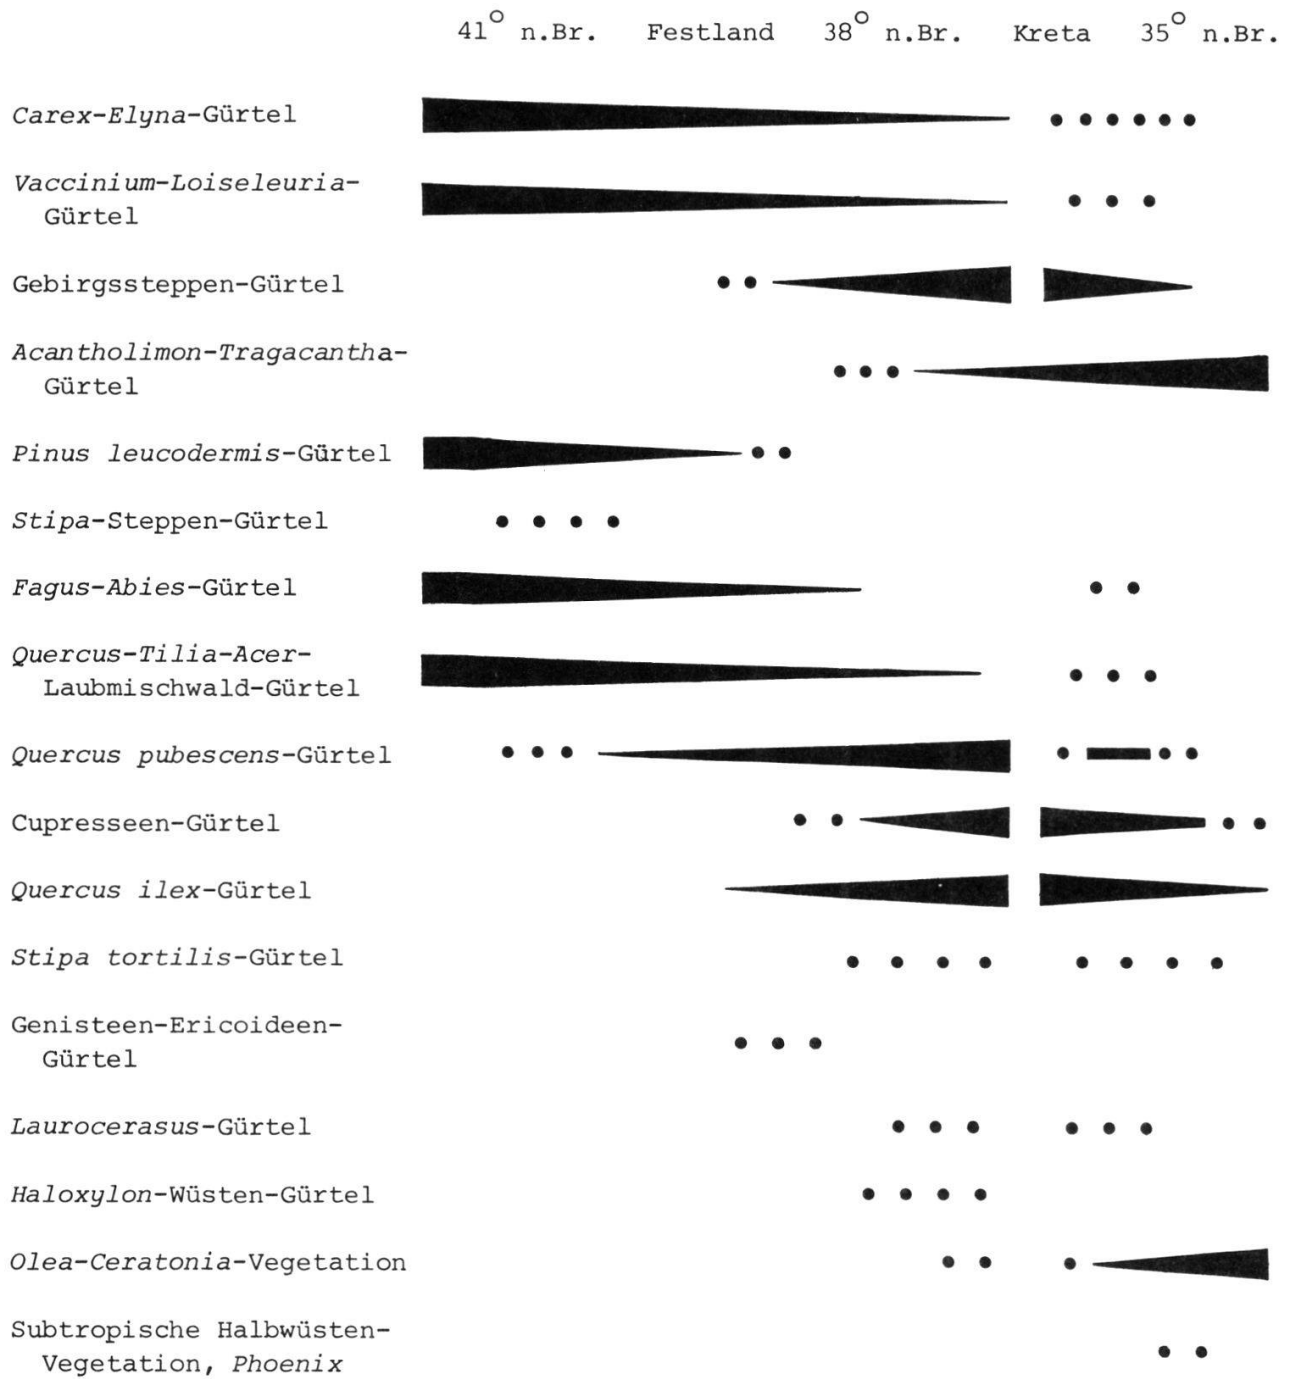 41° n.Br. Festland 38° n.Br. Kreta 35° n.Br.
Carex-Elyna-Gürtel
Vaccinium-Loiseleuria-
Gürtel
Gebirgssteppen-Gürtel
Acantholimon-Tragacantha-
Gürtel
Pinus leucodermis-Gürtel
Stipa-Steppen-Gürtel
Fagus-Abies-Gürtel
Quercus-Tilia-Acer-
Laubmischwald-Gürtel
Quercus pubescens-Gürtel
Cupresseen-Gürtel
Quercus ilex-Gürtel
Stipa tortilis-Gürtel
Genisteen-Ericoideen-
Gürtel
Laurocerasus-Gürtel
Haloxylon-Wüsten-Gürtel
Olea-Ceratonia-Vegetation
Subtropische Halbwüsten-
Vegetation, Phoenix